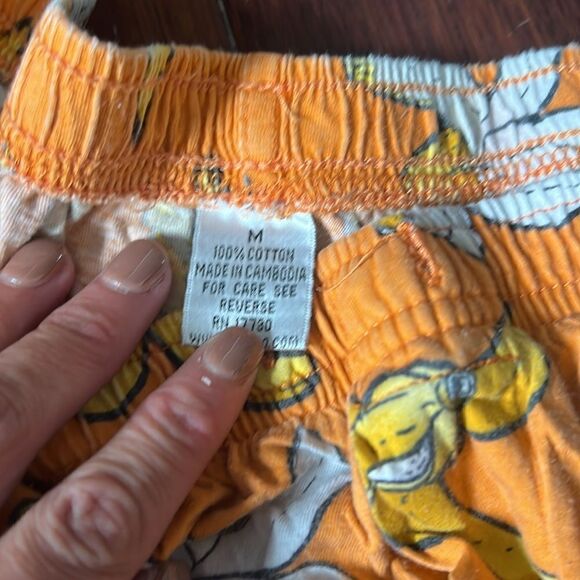 M
100% COTTON
MADE IN CAMBODIA
FOR CARE SEE
REVERSE
RN 17730